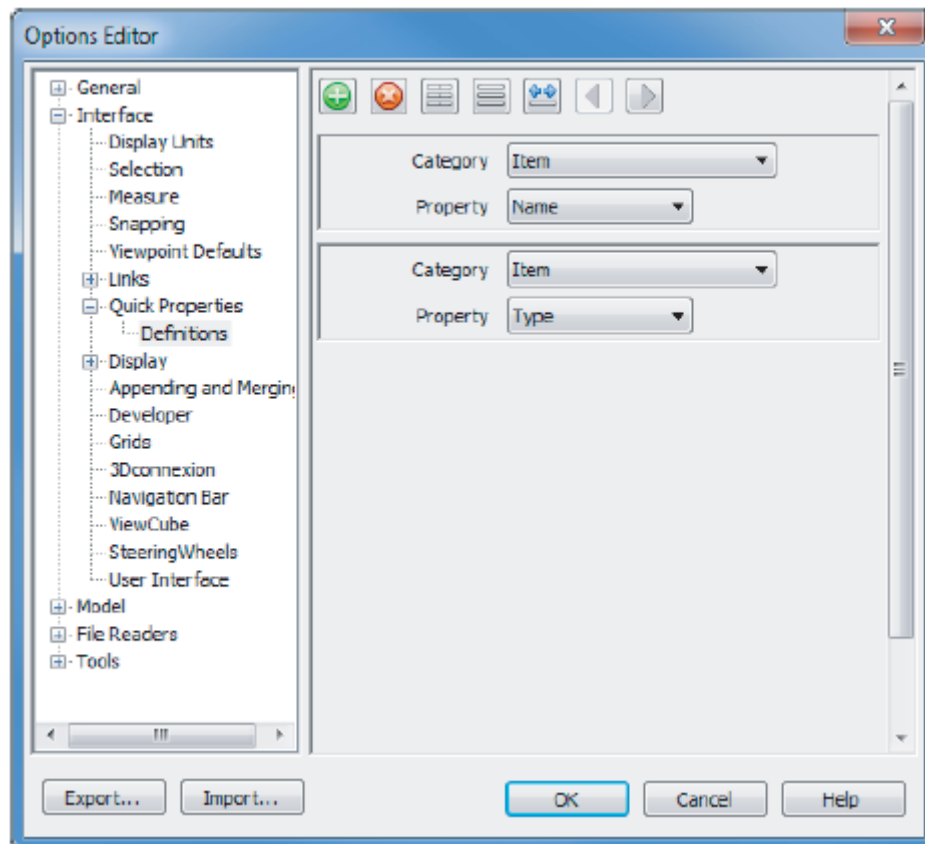 Options Editor
General
Interface
Display Units
Selection
Measure
Snapping
Viewpoint Defaults
Links
Quick Properties
Definitions
Display
Appending and Merging
Developer
Grids
3Dconnexion
Navigation Bar
ViewCube
SteeringWheels
User Interface
Model
File Readers
Tools
Category Item
Property Name
Category Item
Property Type
Export... Import... OK Cancel Help